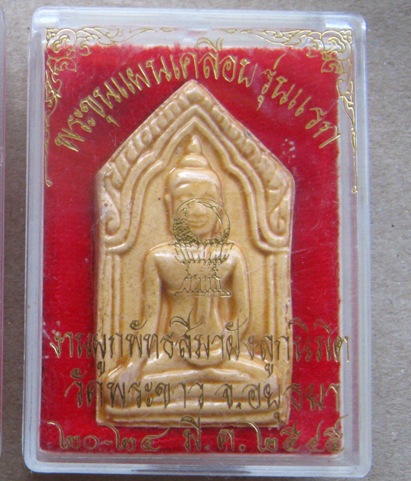 พระขุนแผนเคลือบ รุ่นแรก
งานผูกพัทธสีมาฝังลูกนิมิต
วัดพระขาว จ.อยุธยา
๒๐-๒๘ มี.ค. ๒๕๔๕